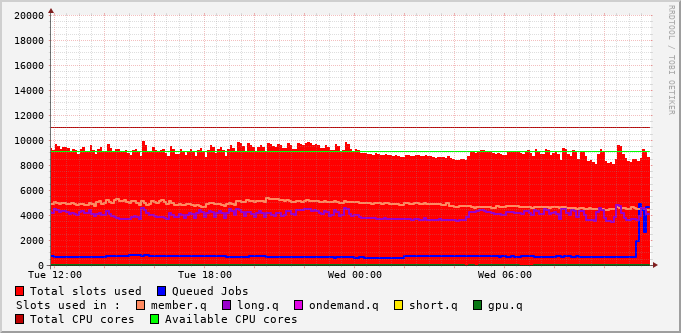 20000
18000
16000
14000
12000
10000
8000
6000
4000
2000
0
Tue 12:00 Tue 18:00 Wed 00:00 Wed 06:00
Total slots used Queued Jobs
Slots used in : member.q long.q ondemand.q short.q gpu.q
Total CPU cores Available CPU cores
RRDTOOL / TOBI OETIKER